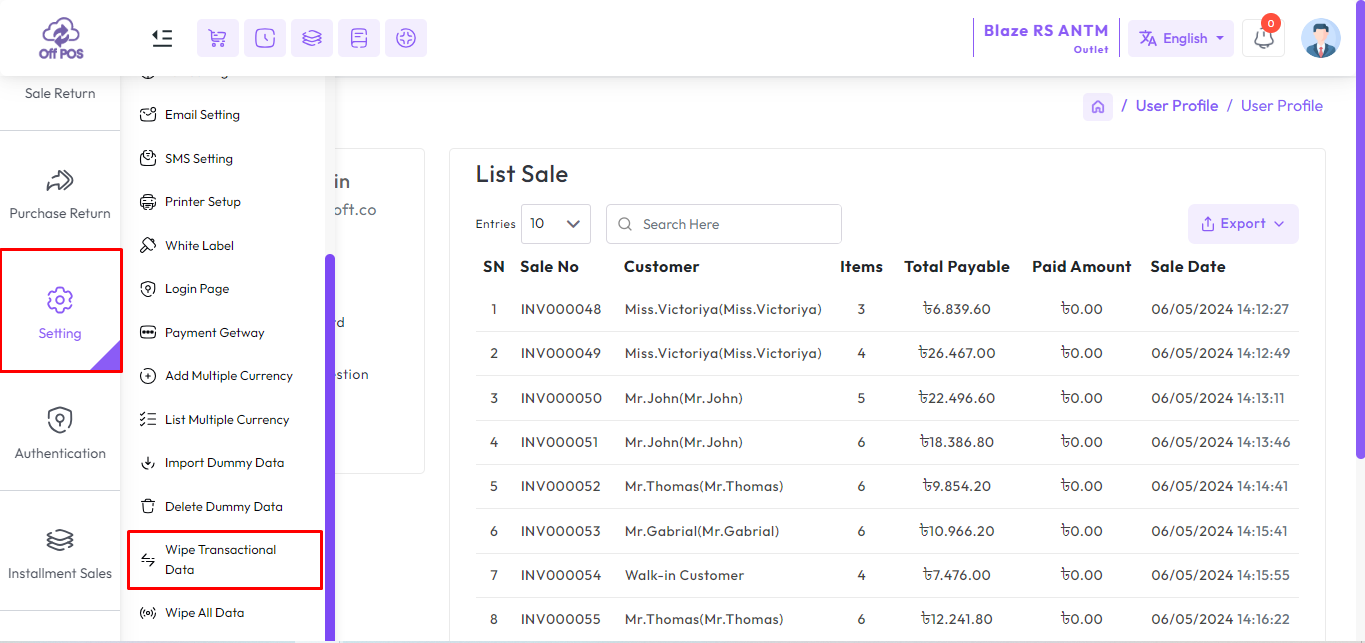 Off POS
Blaze RS ANTM
Outlet
English
0
Sale Return
Purchase Return
Setting
Authentication
Installment Sales
Email Setting
SMS Setting
Printer Setup
White Label
Login Page
Payment Getway
Add Multiple Currency
List Multiple Currency
Import Dummy Data
Delete Dummy Data
Wipe Transactional
Data
Wipe All Data
/ User Profile / User Profile
List Sale
Entries 10 Search Here Export
SN Sale No Customer Items Total Payable Paid Amount Sale Date
1 INV000048 Miss.Victoriya(Miss.Victoriya) 3 ৳6.839.60 ৳0.00 06/05/2024 14:12:27
2 INV000049 Miss.Victoriya(Miss.Victoriya) 4 ৳26.467.00 ৳0.00 06/05/2024 14:12:49
3 INV000050 Mr.John(Mr.John) 5 ৳22.496.60 ৳0.00 06/05/2024 14:13:11
4 INV000051 Mr.John(Mr.John) 6 ৳18.386.80 ৳0.00 06/05/2024 14:13:46
5 INV000052 Mr.Thomas(Mr.Thomas) 6 ৳9.854.20 ৳0.00 06/05/2024 14:14:41
6 INV000053 Mr.Gabrial(Mr.Gabrial) 6 ৳10.966.20 ৳0.00 06/05/2024 14:15:41
7 INV000054 Walk-in Customer 4 ৳7.476.00 ৳0.00 06/05/2024 14:15:55
8 INV000055 Mr.Thomas(Mr.Thomas) 6 ৳12.241.80 ৳0.00 06/05/2024 14:16:22